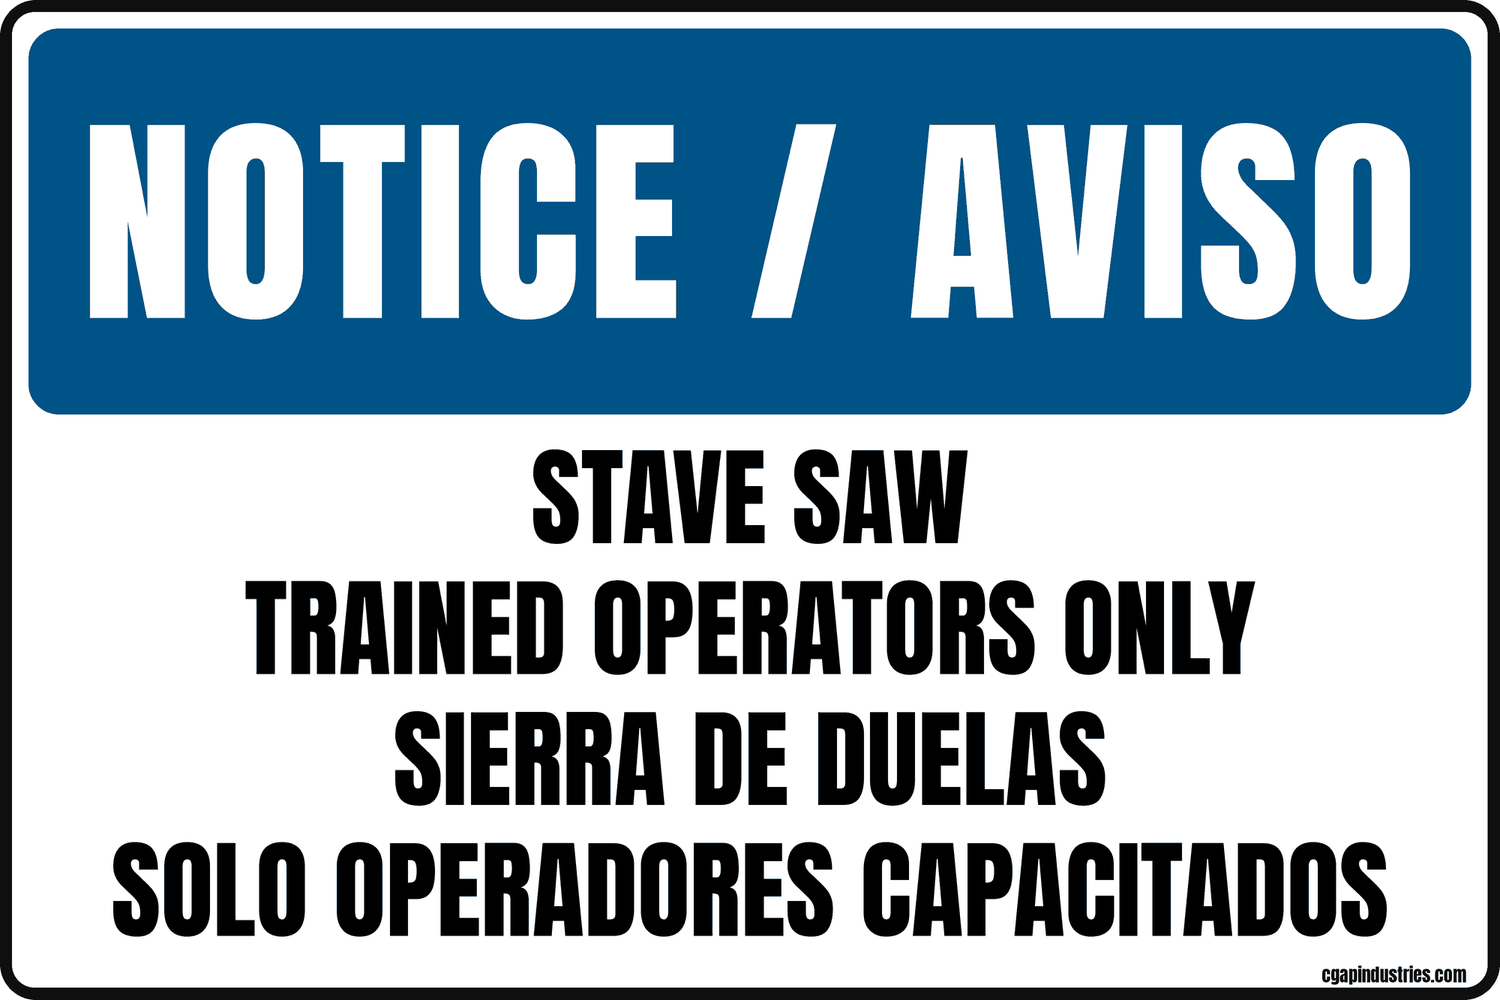 NOTICE / AVISO
STAVE SAW
TRAINED OPERATORS ONLY
SIERRA DE DUELAS
SOLO OPERADORES CAPACITADOS
cgapindustries.com